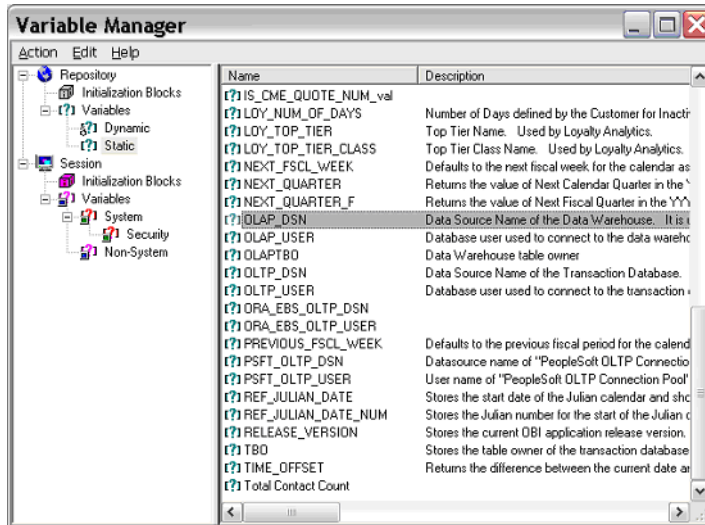 Variable Manager
Action Edit Help
Repository
Initialization Blocks
Variables
Dynamic
Static
Session
Initialization Blocks
Variables
System
Security
Non-System
Name Description
IS_CME_QUOTE_NUM_val
LOY_NUM_OF_DAYS Number of Days defined by the Customer for Inacti
LOY_TOP_TIER Top Tier Name. Used by Loyalty Analytics.
LOY_TOP_TIER_CLASS Top Tier Class Name. Used by Loyalty Analytics.
NEXT_FSCL_WEEK Defaults to the next fiscal week for the calendar as
NEXT_QUARTER Returns the value of Next Calendar Quarter in the
NEXT_QUARTER_F Returns the value of Next Fiscal Quarter in the YYY
OLAP_DSN Data Source Name of the Data Warehouse. It is
OLAP_USER Database user used to connect to the data wareho
OLAPTBO Data Warehouse table owner
OLTP_DSN Data Source Name of the Transaction Database.
OLTP_USER Database user used to connect to the transaction
ORA_EBS_OLTP_DSN
ORA_EBS_OLTP_USER
PREVIOUS_FSCL_WEEK Defaults to the previous fiscal period for the calend
PSFT_OLTP_DSN Datasource name of "PeopleSoft OLTP Connectio
PSFT_OLTP_USER User name of "PeopleSoft OLTP Connection Pool'
REF_JULIAN_DATE Stores the start date of the Julian calendar and sho
REF_JULIAN_DATE_NUM Stores the Julian number for the start of the Julian
RELEASE_VERSION Stores the current OBI application release version.
TBO Stores the table owner of the transaction database
TIME_OFFSET Returns the difference between the current date ar
Total Contact Count